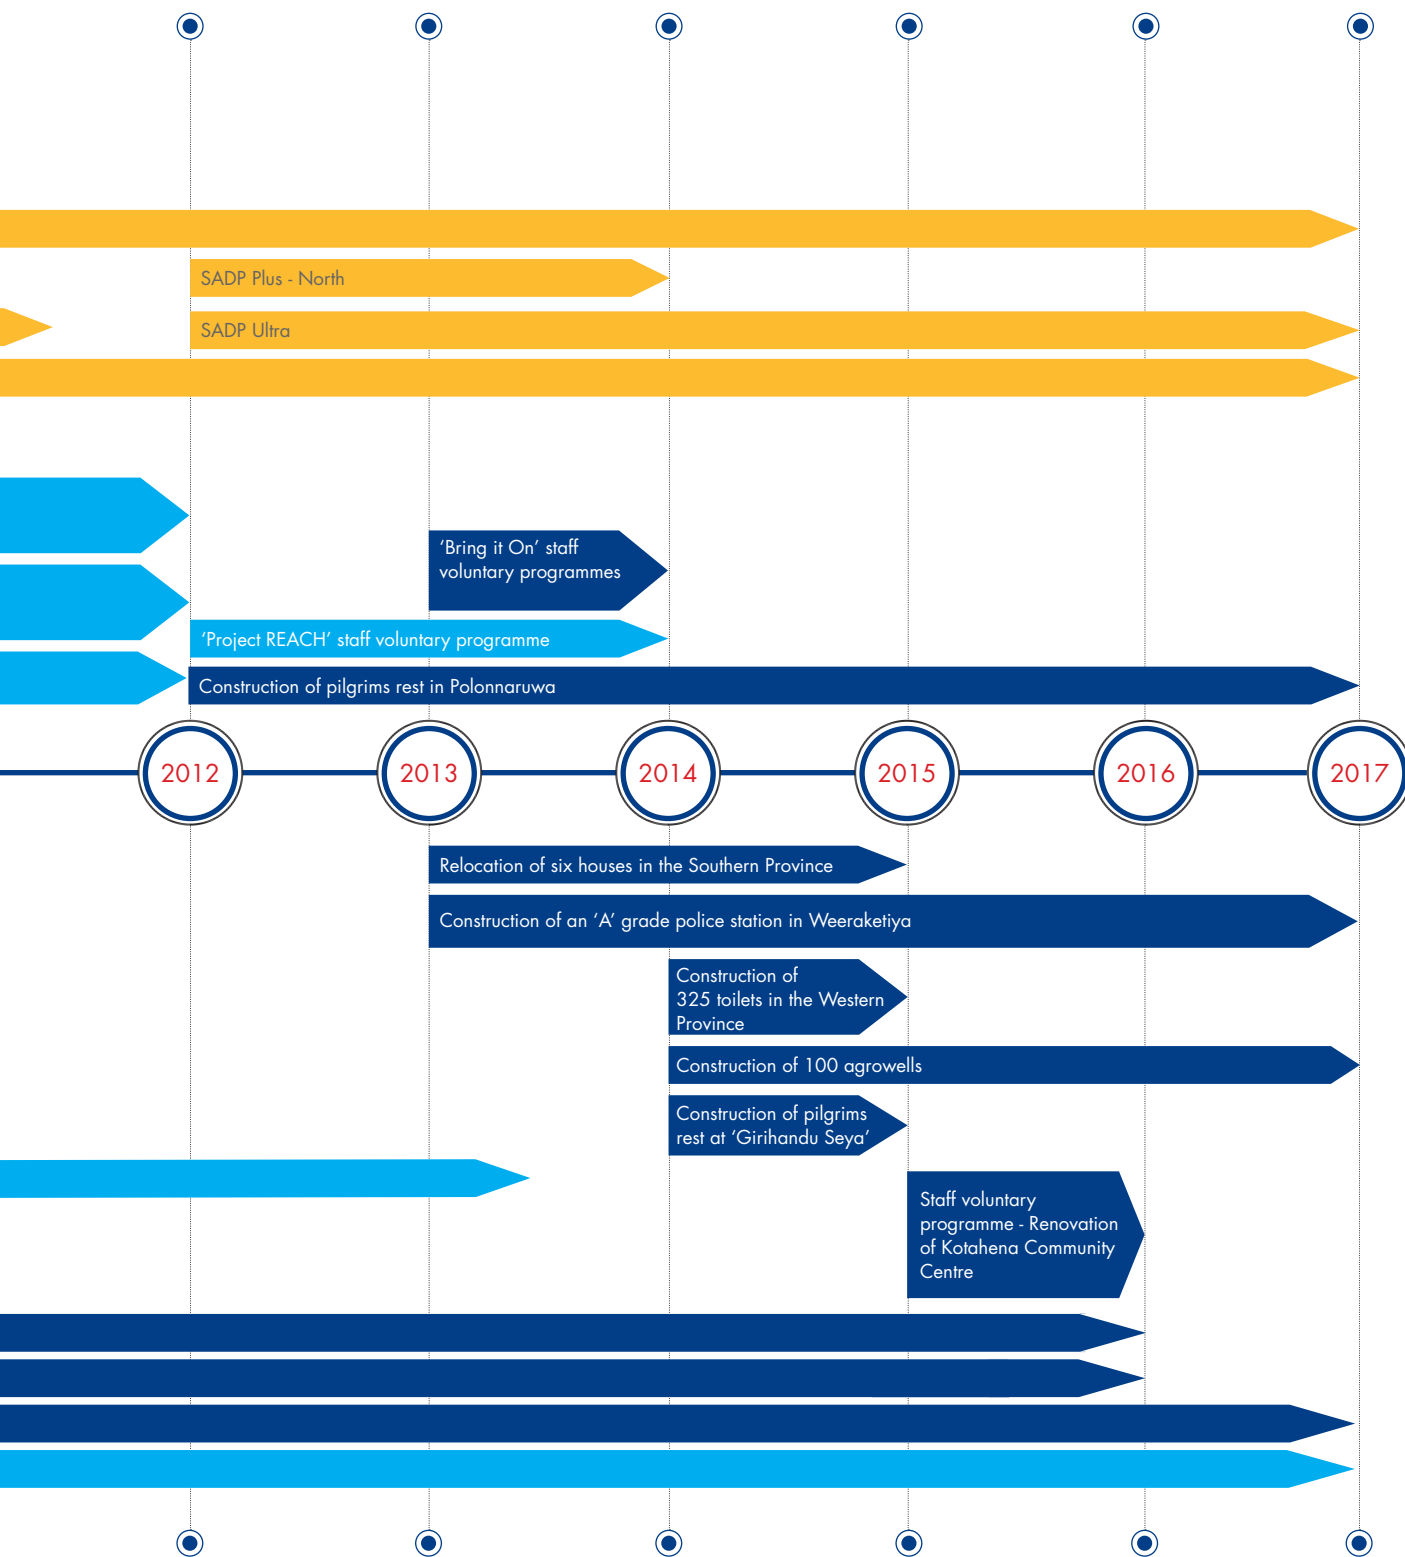 SADP Plus - North
SADP Ultra
‘Bring it On’ staff
voluntary programmes
‘Project REACH’ staff voluntary programme
Construction of pilgrims rest in Polonnaruwa
2012
2013
2014
2015
2016
2017
Relocation of six houses in the Southern Province
Construction of an ‘A’ grade police station in Weeraketiya
Construction of
325 toilets in the Western
Province
Construction of 100 agrowells
Construction of pilgrims
rest at ‘Girihandu Seya’
Staff voluntary
programme - Renovation
of Kotahena Community
Centre